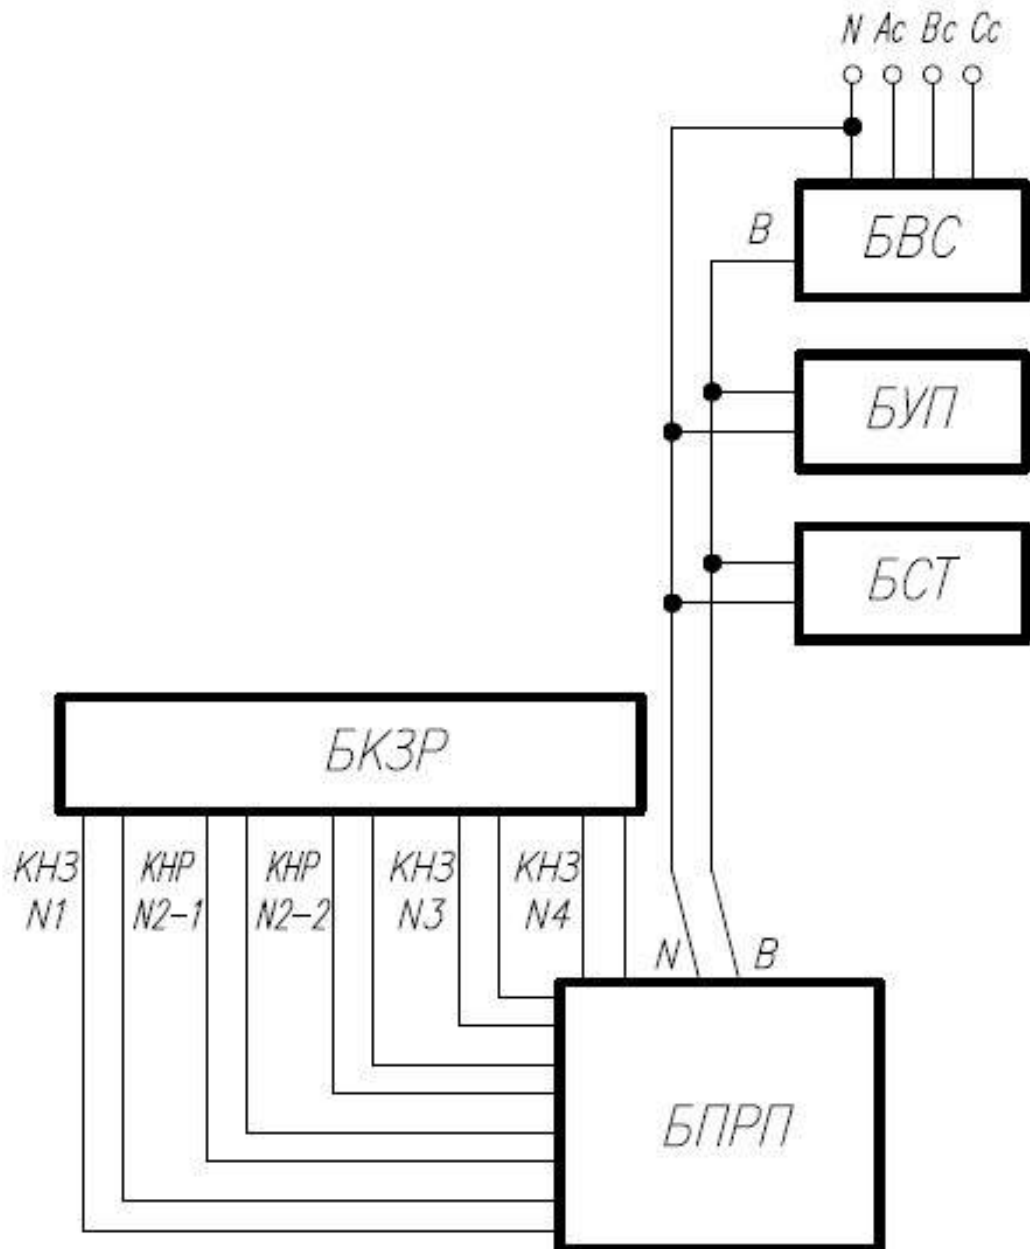 N Ac Bc Cc
B
БВС
БУП
БСТ
БКЗР
КНЗ N1
КНР N2-1
КНР N2-2
КНЗ N3
КНЗ N4
N B
БПРП